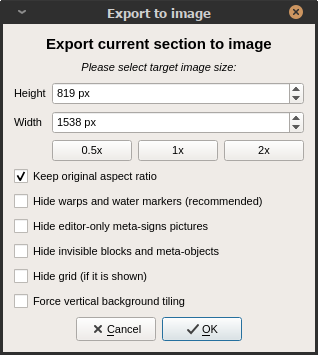 Export to image
Export current section to image
Please select target image size:
Height 819 px
Width 1538 px
0.5x 1x 2x
Keep original aspect ratio
Hide warps and water markers (recommended)
Hide editor-only meta-signs pictures
Hide invisible blocks and meta-objects
Hide grid (if it is shown)
Force vertical background tiling
Cancel OK